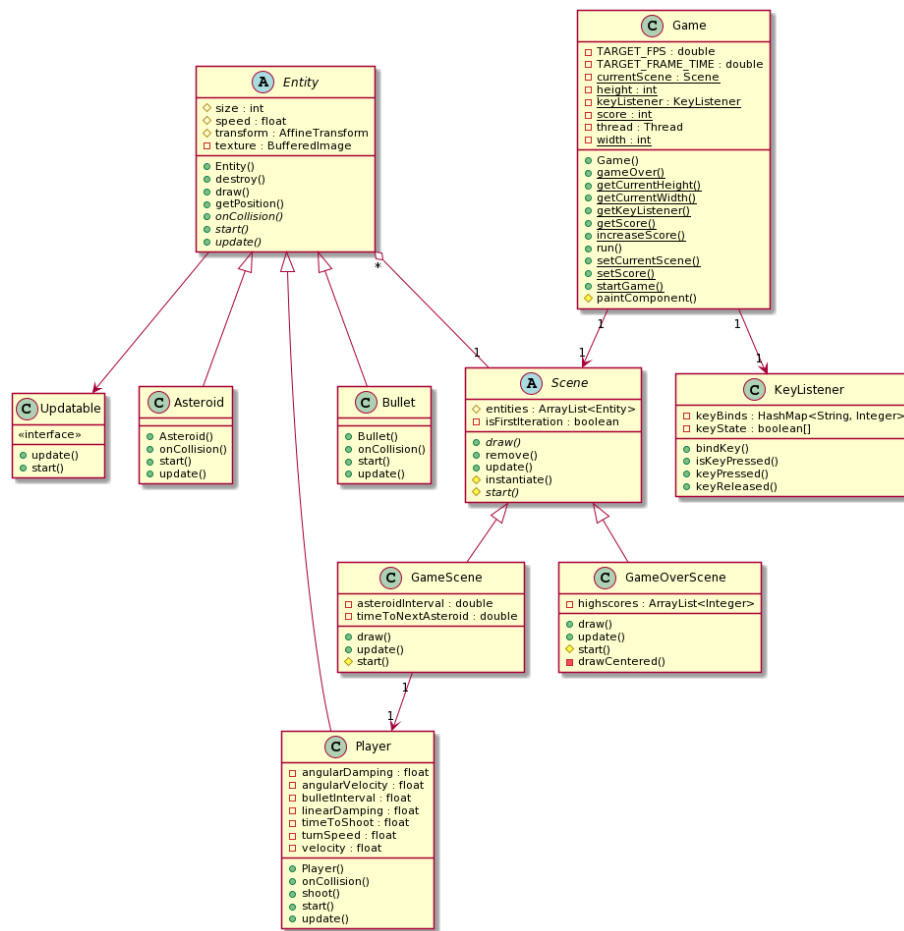 C Game
TARGET_FPS : double
TARGET_FRAME_TIME : double
currentScene : Scene
height : int
keyListener : KeyListener
score : int
thread : Thread
width : int
Game()
gameOver()
getCurrentHeight()
getCurrentWidth()
getKeyListener()
getScore()
increaseScore()
run()
setCurrentScene()
setScore()
startGame()
paintComponent()
A Entity
size : int
speed : float
transform : AffineTransform
texture : BufferedImage
Entity()
destroy()
draw()
getPosition()
onCollision()
start()
update()
*
1
1
1
1
1
C Updatable
«interface»
update()
start()
C Asteroid
Asteroid()
onCollision()
start()
update()
C Bullet
Bullet()
onCollision()
start()
update()
A Scene
entities : ArrayList<Entity>
isFirstIteration : boolean
draw()
remove()
update()
instantiate()
start()
C KeyListener
keyBinds : HashMap<String, Integer>
keyState : boolean[]
bindKey()
isKeyPressed()
keyPressed()
keyReleased()
C GameScene
asteroidInterval : double
timeToNextAsteroid : double
draw()
update()
start()
C GameOverScene
highscores : ArrayList<Integer>
draw()
update()
start()
drawCentered()
1
1
C Player
angularDamping : float
angularVelocity : float
bulletInterval : float
linearDamping : float
timeToShoot : float
turnSpeed : float
velocity : float
Player()
onCollision()
shoot()
start()
update()